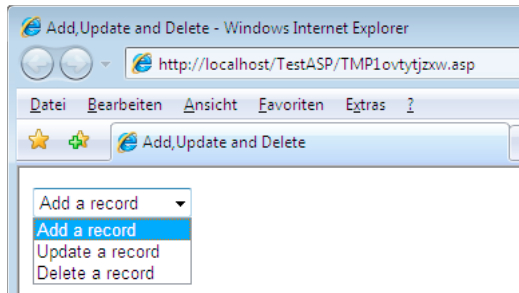 Add,Update and Delete - Windows Internet Explorer
http://localhost/TestASP/TMP1ovtytjzxw.asp
Datei Bearbeiten Ansicht Favoriten Extras ?
Add,Update and Delete
Add a record
Add a record
Update a record
Delete a record